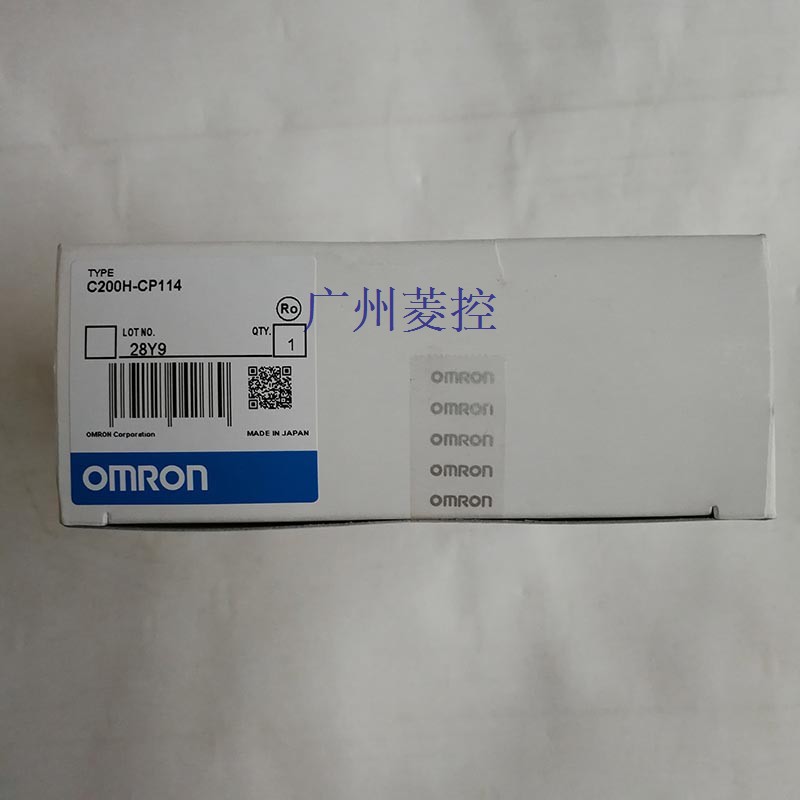 TYPE
C200H-CP114
Ro
广州菱控
LOT NO.
QTY.
28Y9
1
OMRON Corporation
MADE IN JAPAN
OMRON
OMRON
OMRON
OMRON
OMRON
OMRON